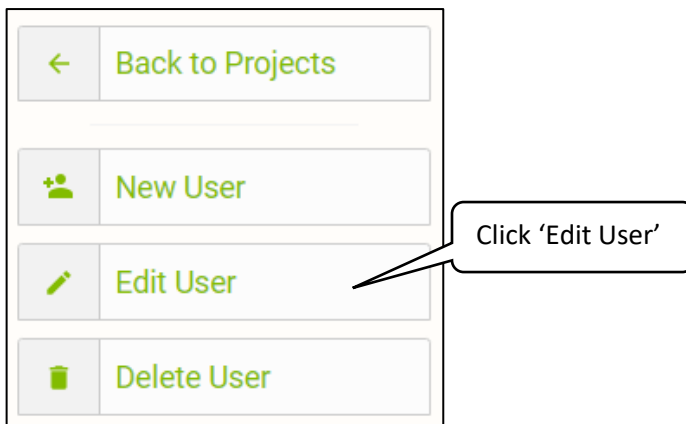 Back to Projects
New User
Edit User
Click ‘Edit User’
Delete User